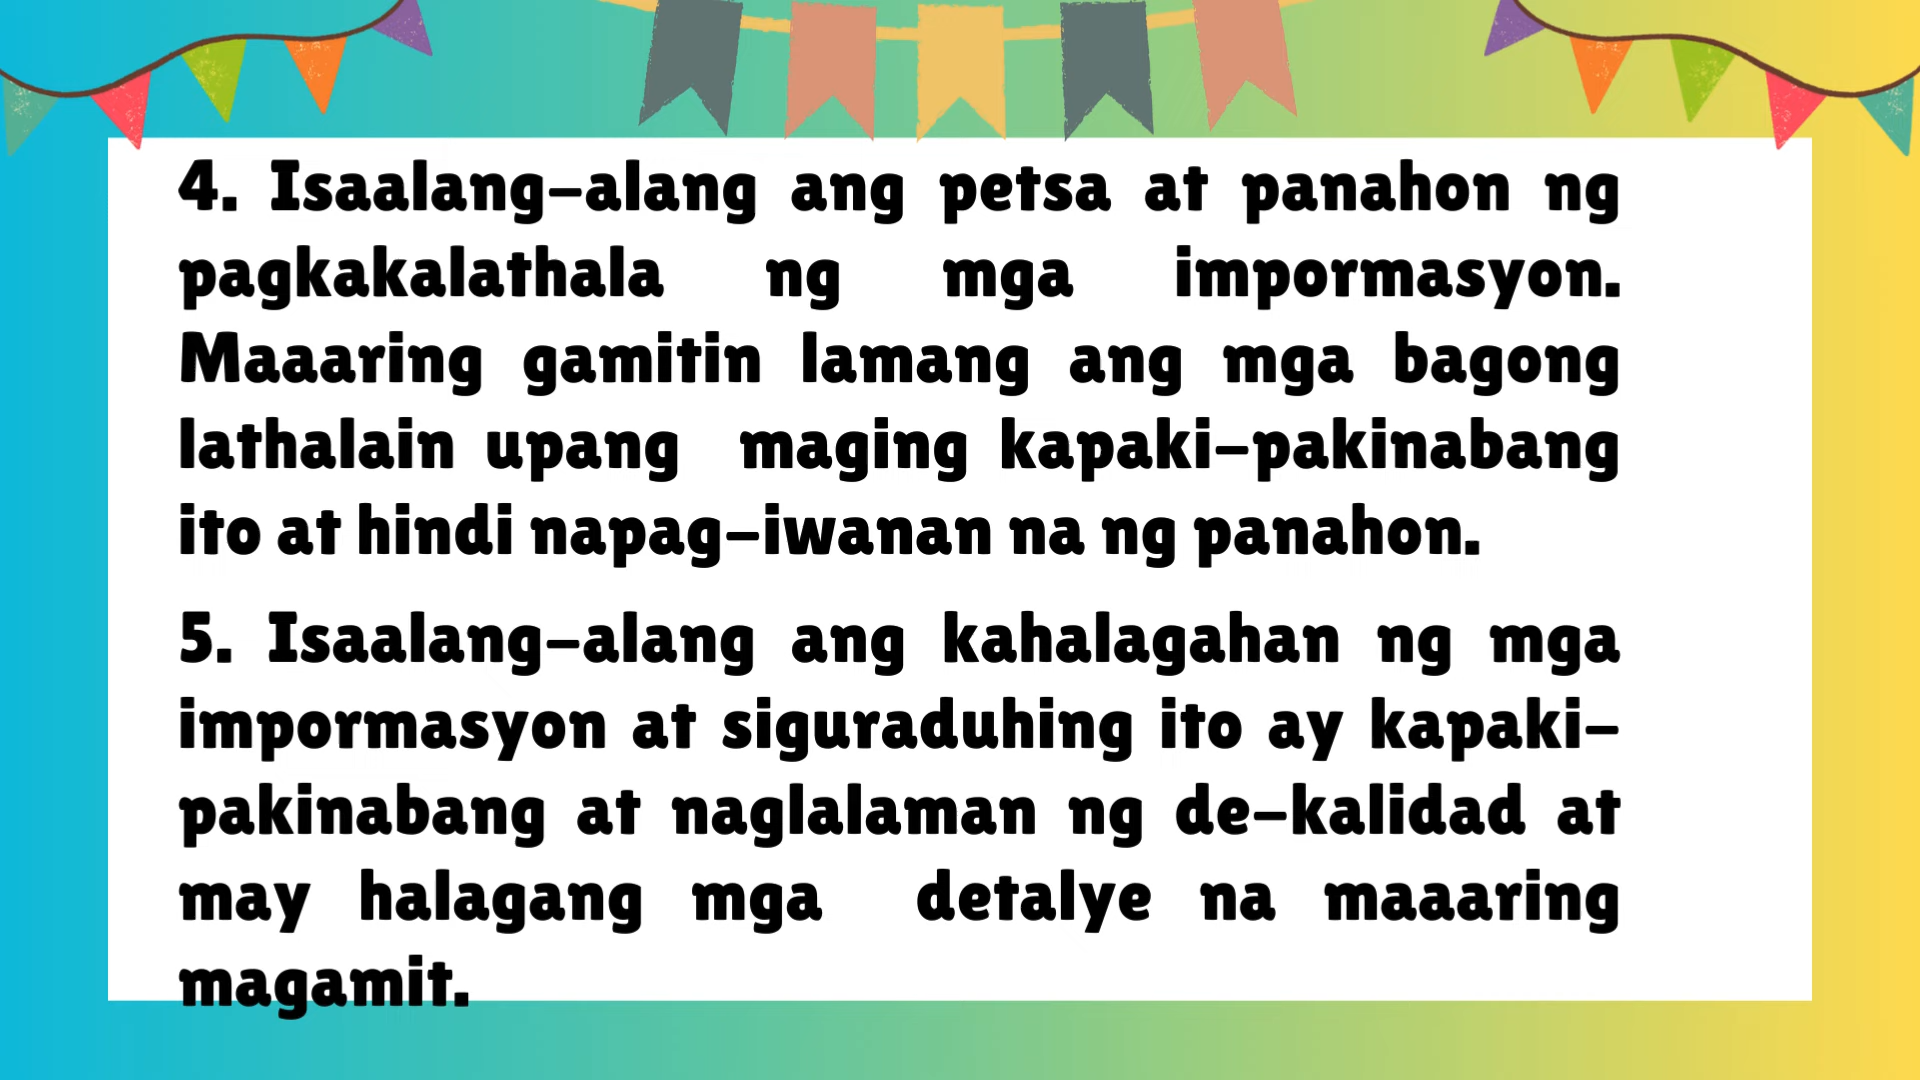 4. Isaalang-alang ang petsa at panahon ng
pagkakalathala ng mga impormasyon.
Maaaring gamitin lamang ang mga bagong
lathalain upang maging kapaki-pakinabang
ito at hindi napag-iwanan na ng panahon.
5. Isaalang-alang ang kahalagahan ng mga
impormasyon at siguraduhing ito ay kapaki-
pakinabang at naglalaman ng de-kalidad at
may halagang mga detalye na maaaring
magamit.